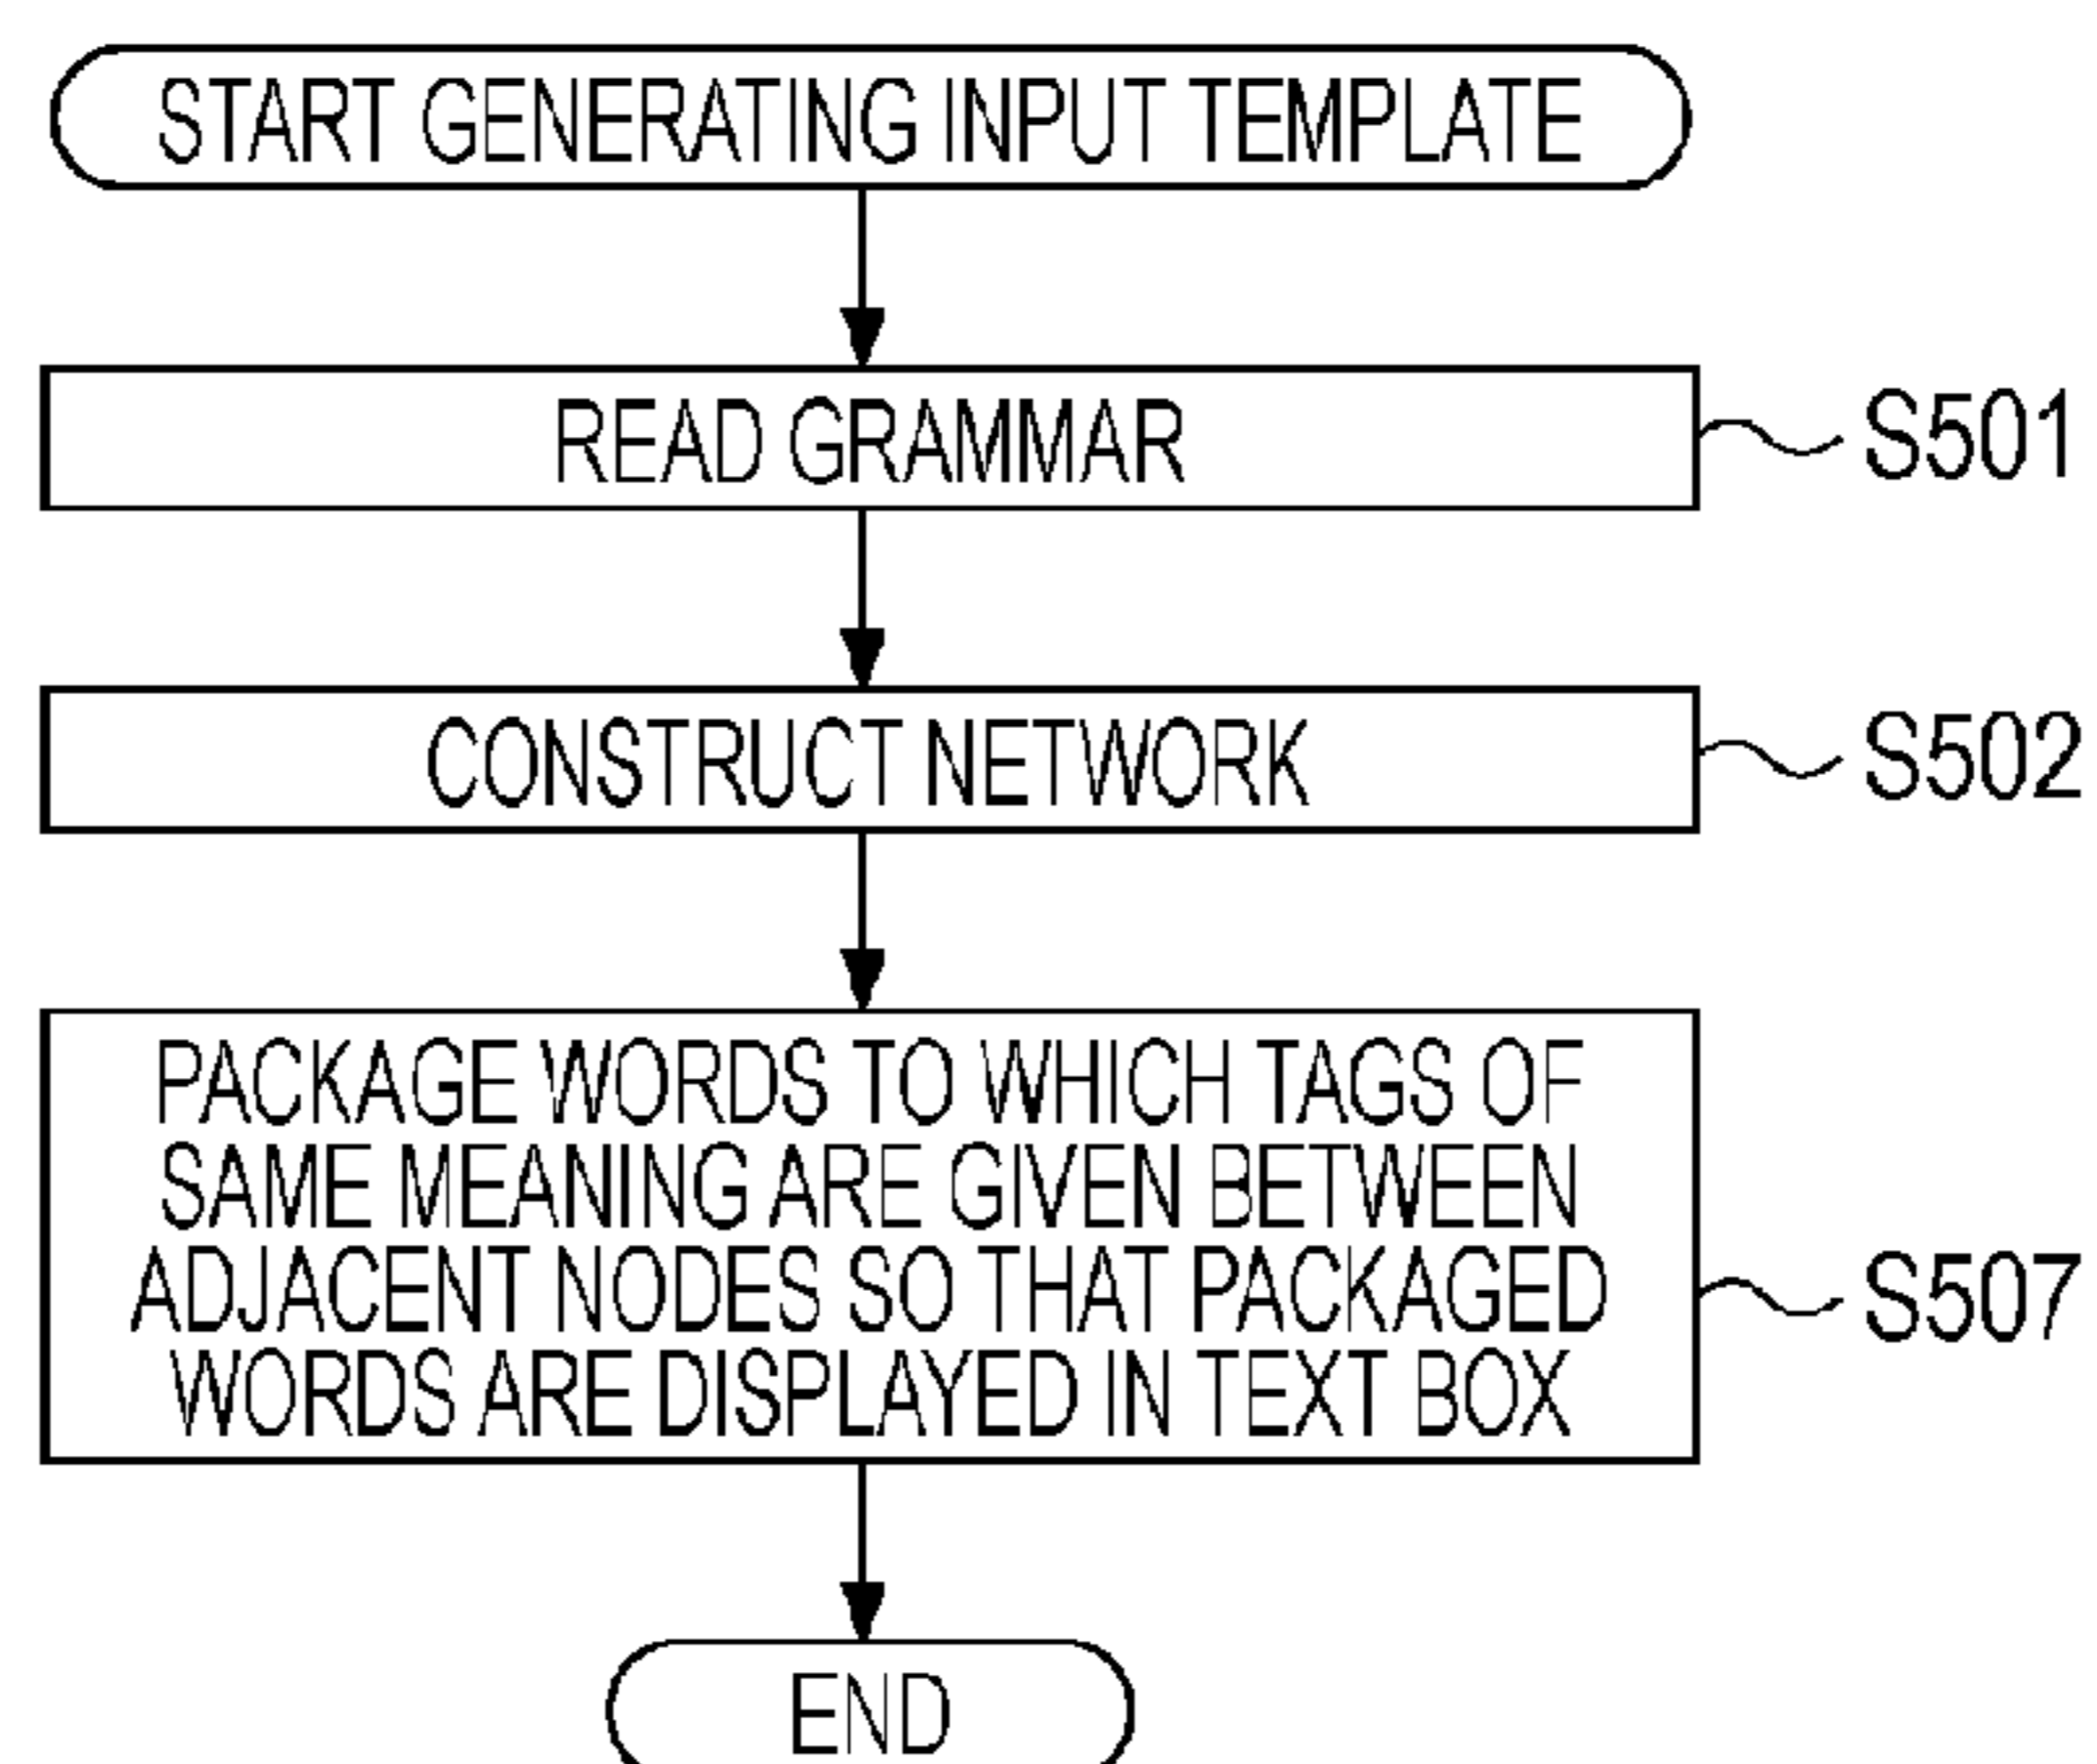 START GENERATING INPUT TEMPLATE
READ GRAMMAR
S501
CONSTRUCT NETWORK
S502
PACKAGE WORDS TO WHICH TAGS OF
SAME MEANING ARE GIVEN BETWEEN
ADJACENT NODES SO THAT PACKAGED
WORDS ARE DISPLAYED IN TEXT BOX
S507
END